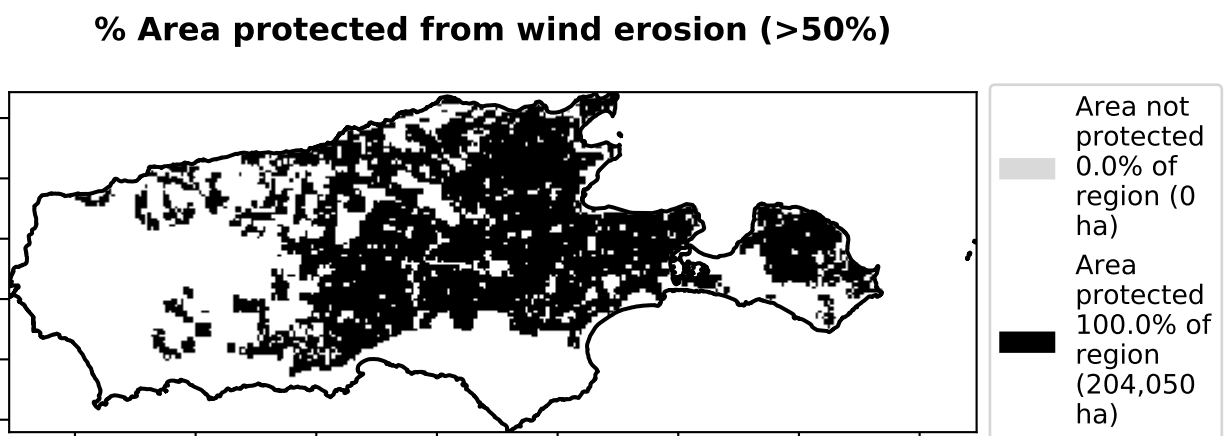 % Area protected from wind erosion (>50%)
Area not
protected
0.0% of
region (0
ha)
Area
protected
100.0% of
region
(204,050
ha)